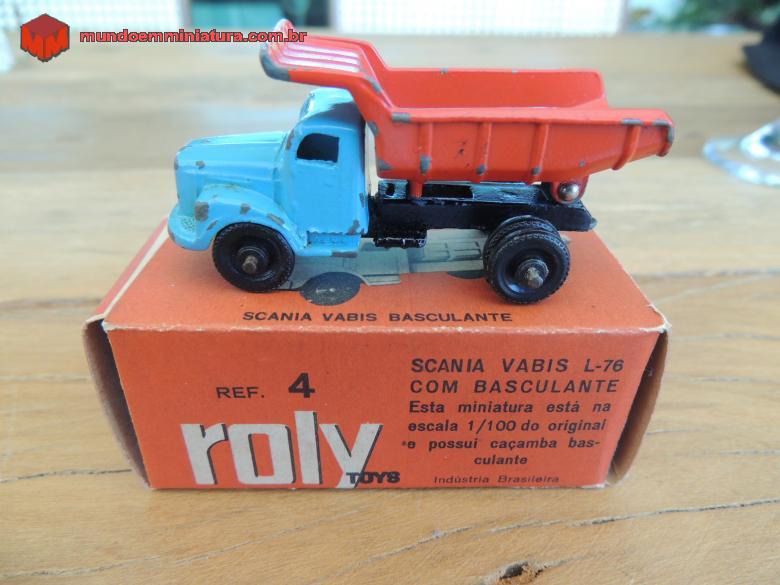 mundoemminiatura.com.br
SCANIA VABIS BASCULANTE
REF. 4
roly
TOYS
SCANIA VABIS L-76
COM BASCULANTE
Esta miniatura está na
escala 1/100 do original
e possui caçamba bas-
culante
Indústria Brasileira